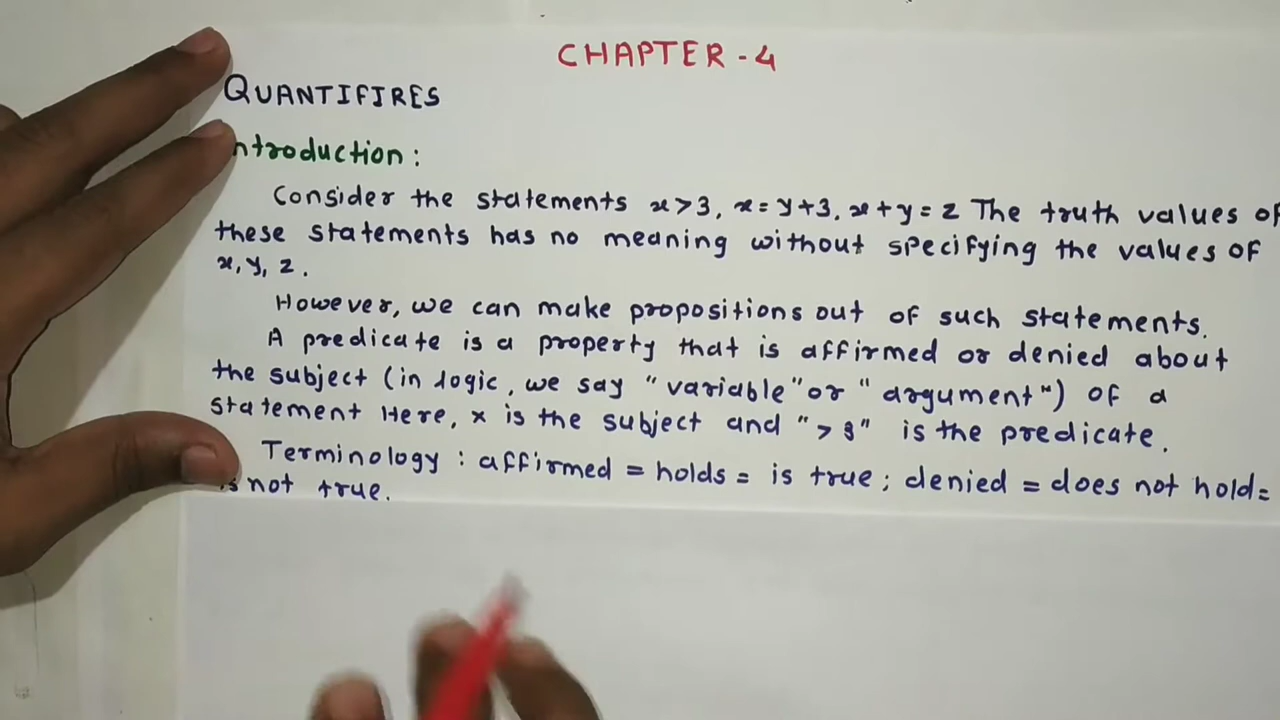 CHAPTER - 4
QUANTIFIRES
ntroduction :
Consider the statements x > 3, x = y + 3, x + y = z The truth values of
these statements has no meaning without specifying the values of
x, y, z.
However, we can make propositions out of such statements.
A predicate is a property that is affirmed or denied about
the subject (in logic, we say "variable" or "argument") of a
statement Here, x is the subject and "> 3" is the predicate.
Terminology : affirmed = holds = is true ; denied = does not hold =
is not true.